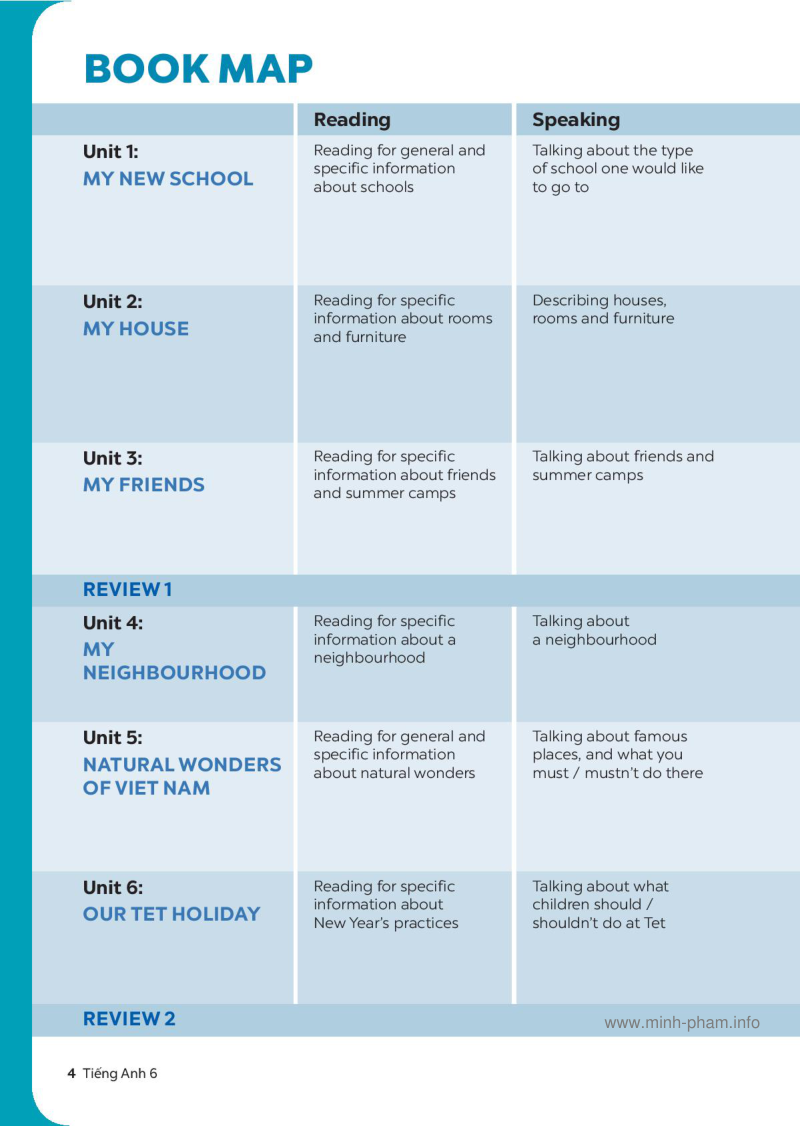 BOOK MAP
Reading
Speaking
Unit 1:
MY NEW SCHOOL
Reading for general and
specific information
about schools
Talking about the type
of school one would like
to go to
Unit 2:
MY HOUSE
Reading for specific
information about rooms
and furniture
Describing houses,
rooms and furniture
Unit 3:
MY FRIENDS
Reading for specific
information about friends
and summer camps
Talking about friends and
summer camps
REVIEW 1
Unit 4:
MY
NEIGHBOURHOOD
Reading for specific
information about a
neighbourhood
Talking about
a neighbourhood
Unit 5:
NATURAL WONDERS
OF VIET NAM
Reading for general and
specific information
about natural wonders
Talking about famous
places, and what you
must / mustn't do there
Unit 6:
OUR TET HOLIDAY
Reading for specific
information about
New Year's practices
Talking about what
children should /
shouldn't do at Tet
REVIEW 2
www.minh-pham.info
4 Tiếng Anh 6